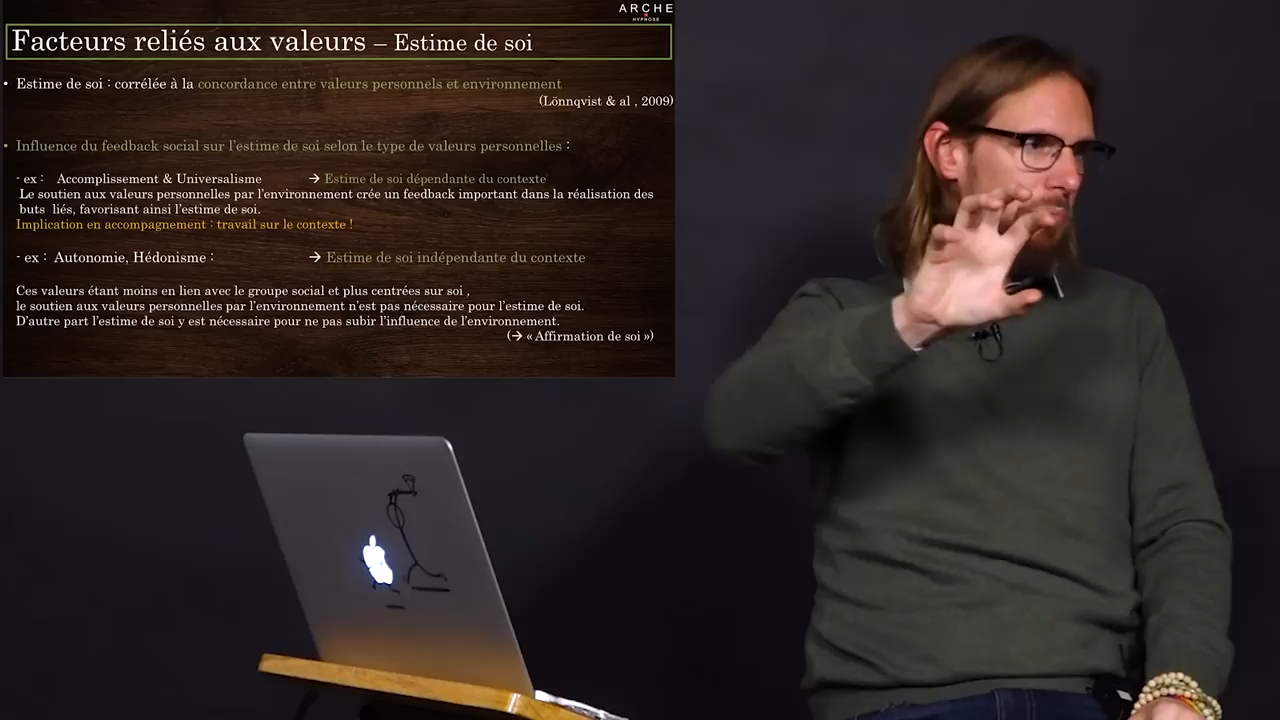 ARCHE
HYPNOSE
Facteurs reliés aux valeurs – Estime de soi
• Estime de soi : corrélée à la concordance entre valeurs personnels et environnement
(Lönnqvist & al , 2009)
• Influence du feedback social sur l'estime de soi selon le type de valeurs personnelles :
- ex : Accomplissement & Universalisme → Estime de soi dépendante du contexte
Le soutien aux valeurs personnelles par l'environnement crée un feedback important dans la réalisation des
buts liés, favorisant ainsi l'estime de soi.
Implication en accompagnement : travail sur le contexte !
- ex : Autonomie, Hédonisme : → Estime de soi indépendante du contexte
Ces valeurs étant moins en lien avec le groupe social et plus centrées sur soi ,
le soutien aux valeurs personnelles par l'environnement n'est pas nécessaire pour l'estime de soi.
D'autre part l'estime de soi y est nécessaire pour ne pas subir l'influence de l'environnement.
(→ « Affirmation de soi »)